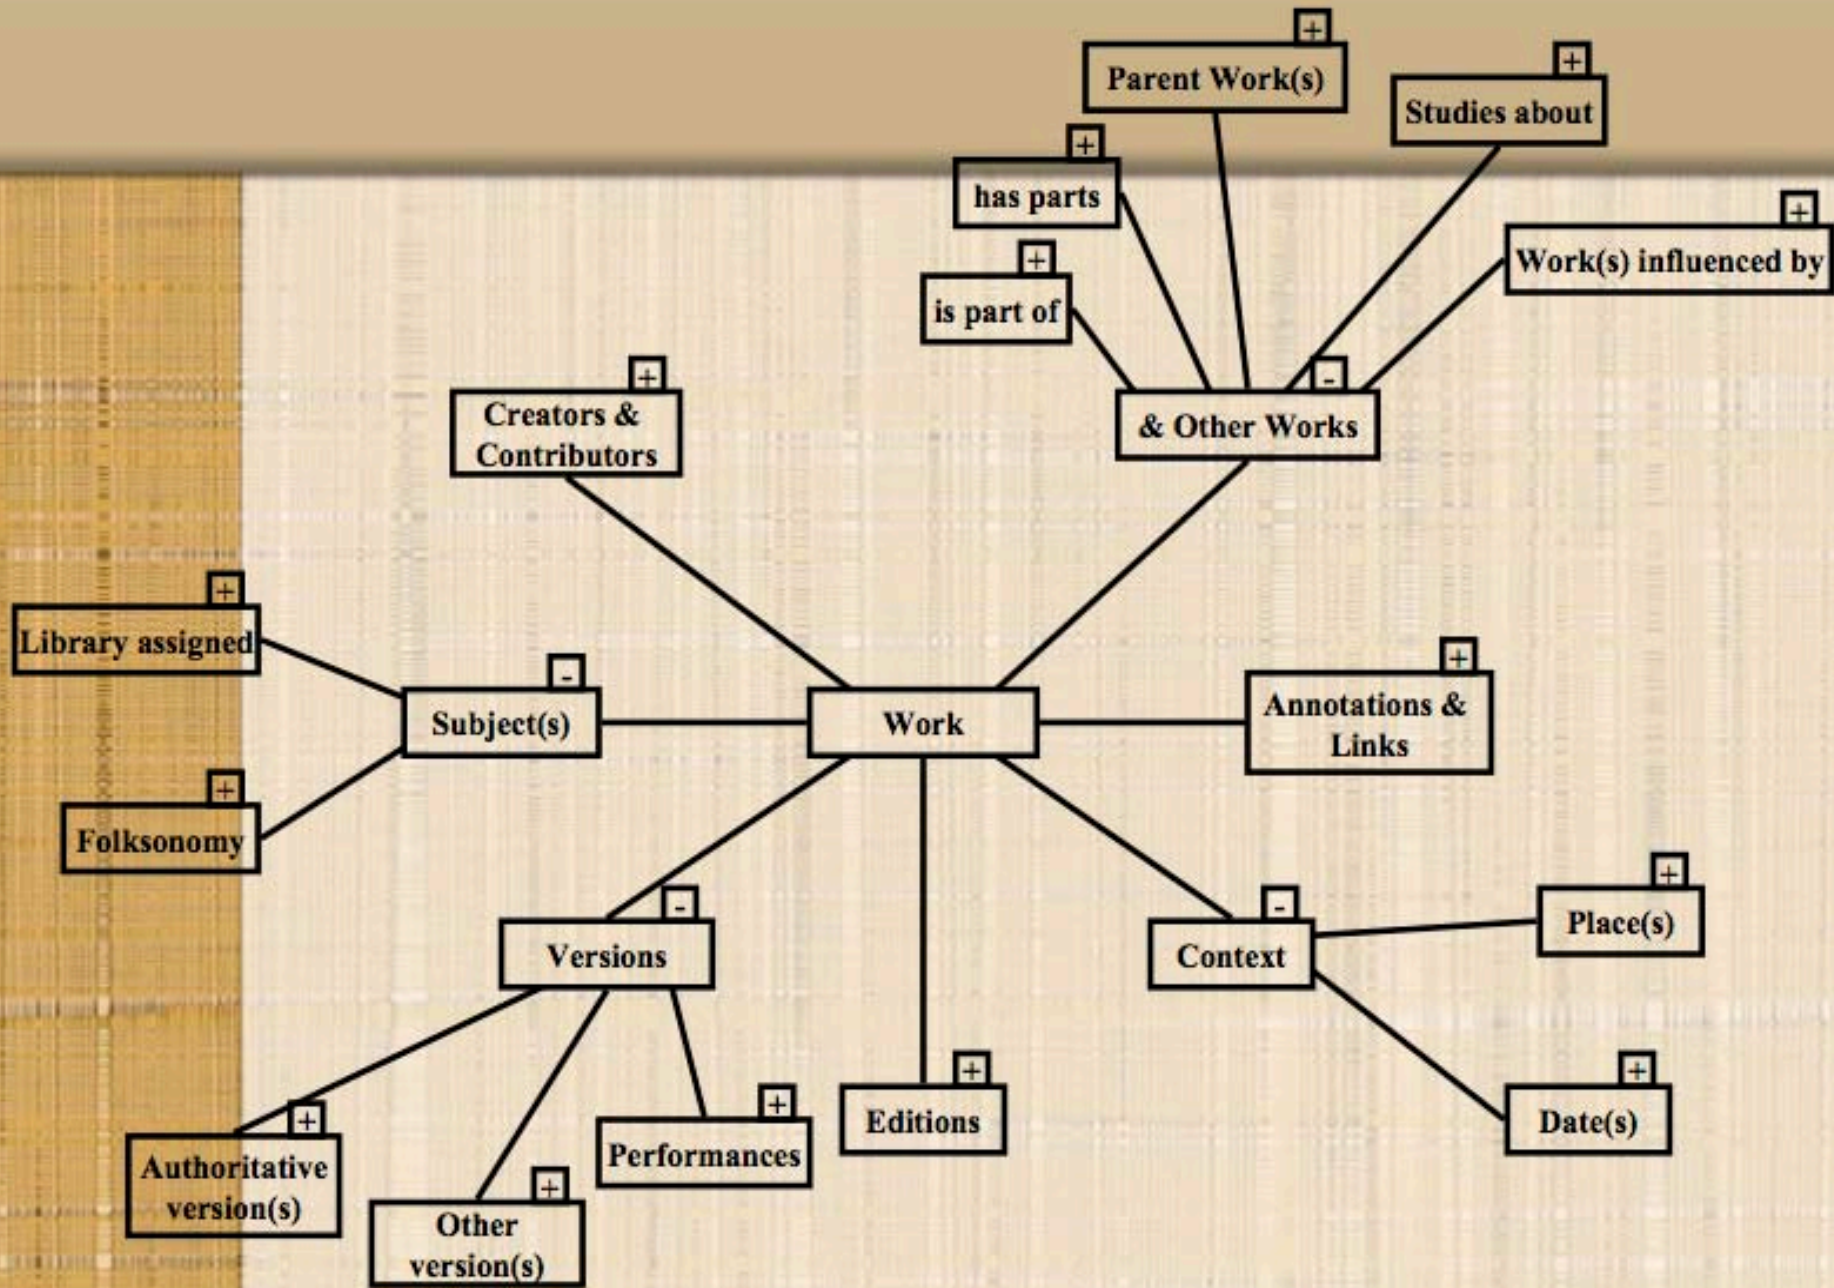 +
Parent Work(s)
+
Studies about
+
has parts
+
Work(s) influenced by
+
is part of
+
Creators &
Contributors
-
& Other Works
+
Library assigned
-
Subject(s)
Work
+
Annotations &
Links
+
Folksonomy
-
Versions
-
Context
+
Place(s)
+
Authoritative
version(s)
+
Other
version(s)
+
Performances
+
Editions
+
Date(s)